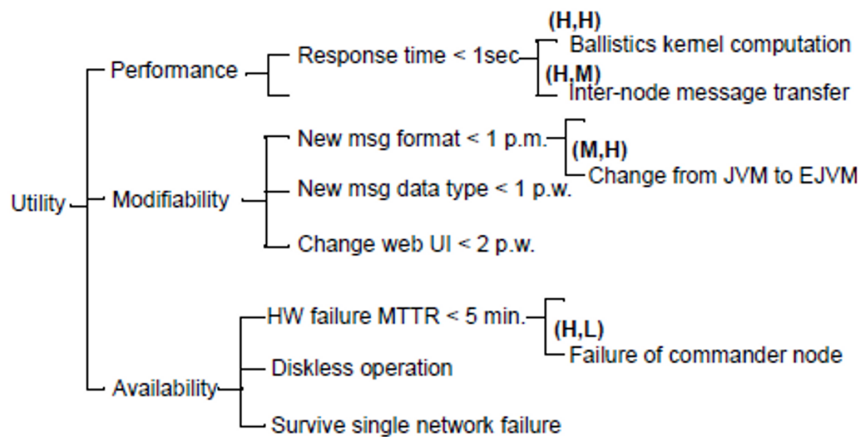 (H,H)
Ballistics kernel computation
Response time < 1sec
Performance
(H,M)
Inter-node message transfer
New msg format < 1 p.m.
(M,H)
Change from JVM to EJVM
New msg data type < 1 p.w.
Utility
Modifiability
Change web UI < 2 p.w.
HW failure MTTR < 5 min.
(H,L)
Failure of commander node
Diskless operation
Availability
Survive single network failure